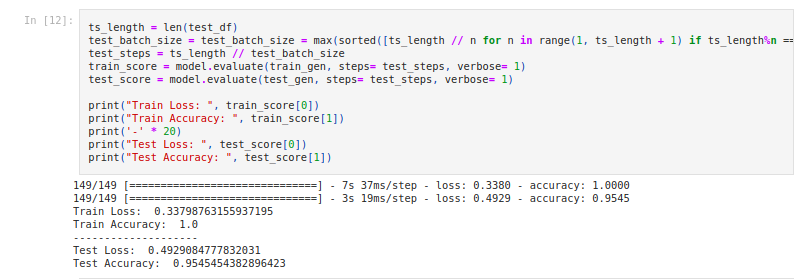 In [12]:
ts_length = len(test_df)
test_batch_size = test_batch_size = max(sorted([ts_length // n for n in range(1, ts_length + 1) if ts_length%n ==
test_steps = ts_length // test_batch_size
train_score = model.evaluate(train_gen, steps= test_steps, verbose= 1)
test_score = model.evaluate(test_gen, steps= test_steps, verbose= 1)
print("Train Loss: ", train_score[0])
print("Train Accuracy: ", train_score[1])
print('-' * 20)
print("Test Loss: ", test_score[0])
print("Test Accuracy: ", test_score[1])
149/149 [==============================] - 7s 37ms/step - loss: 0.3380 - accuracy: 1.0000
149/149 [==============================] - 3s 19ms/step - loss: 0.4929 - accuracy: 0.9545
Train Loss:  0.33798763155937195
Train Accuracy:  1.0
--------------------
Test Loss:  0.4929084777832031
Test Accuracy:  0.9545454382896423